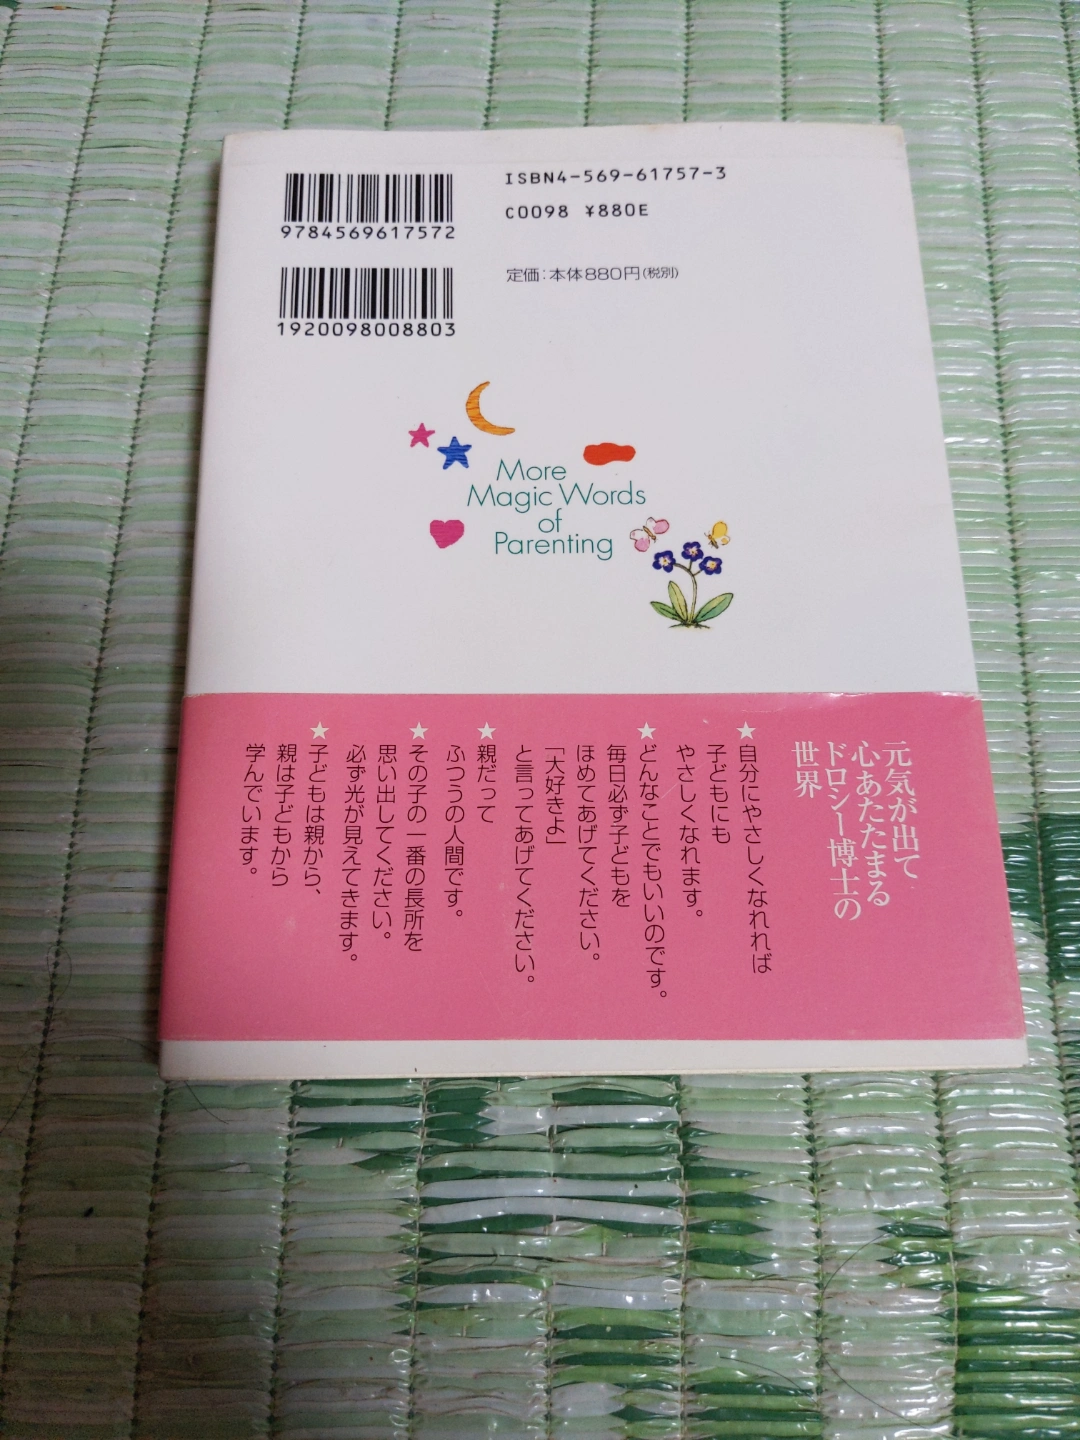 ISBN4-569-61757-3
C0098 ¥880E
9784569617572
定価：本体880円（税別）
1920098008803
More
Magic Words
of
Parenting
元気が出て
心あたたまる
ドロシー博士の
世界
★自分にやさしくなれれば
子どもにも
やさしくなれます。
★どんなことでもいいのです。
毎日必ず子どもを
ほめてあげてください。
「大好きよ」
と言ってあげてください。
★親だって
ふつうの人間です。
★その子の一番の長所を
思い出してください。
必ず光が見えてきます。
★子どもは親から、
親は子どもから
学んでいます。